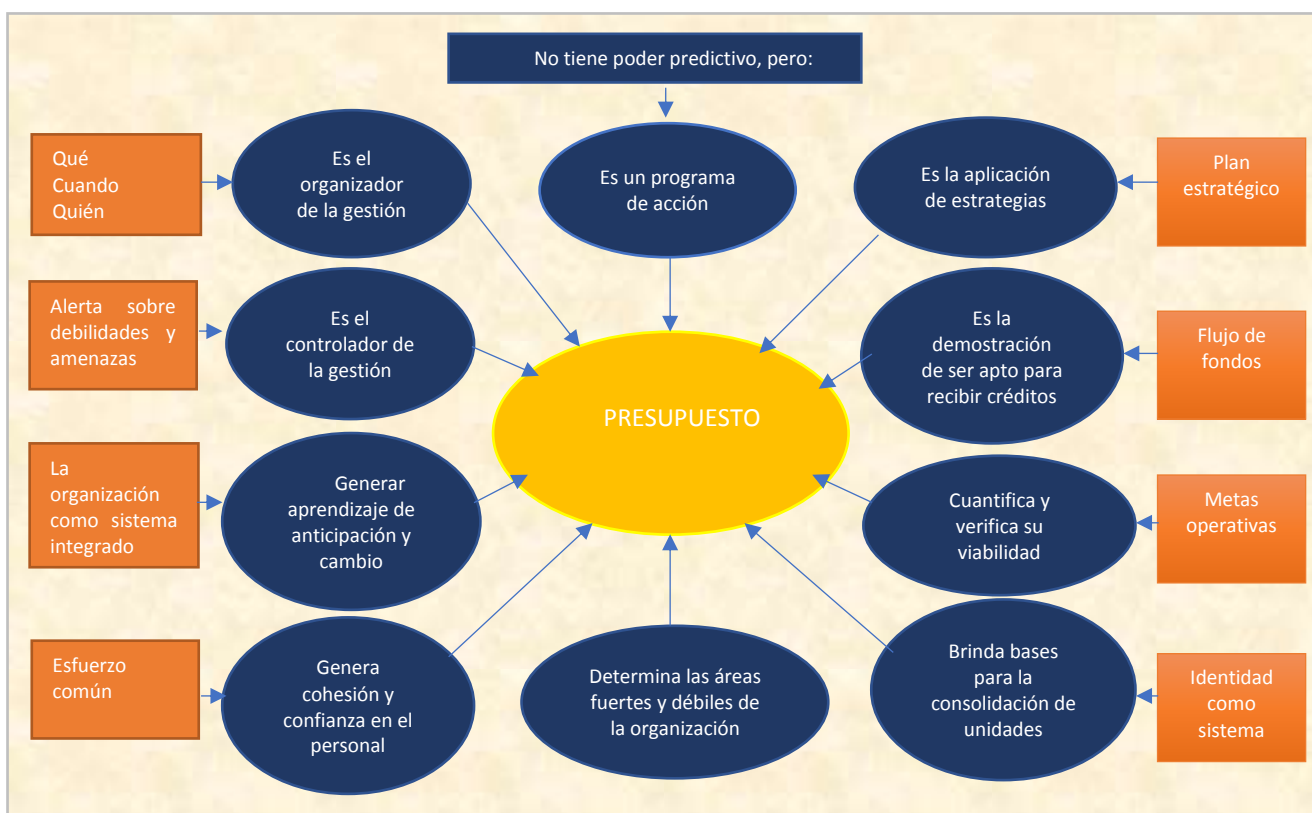 No tiene poder predictivo, pero:
Qué
Cuando
Quién
Es el
organizador
de la gestión
Es un programa
de acción
Es la aplicación
de estrategias
Plan
estratégico
Alerta sobre
debilidades y
amenazas
Es el
controlador de
la gestión
Es la
demostración
de ser apto para
recibir créditos
Flujo de
fondos
PRESUPUESTO
La
organización
como sistema
integrado
Generar
aprendizaje de
anticipación y
cambio
Cuantifica y
verifica su
viabilidad
Metas
operativas
Esfuerzo
común
Genera
cohesión y
confianza en el
personal
Determina las áreas
fuertes y débiles de
la organización
Brinda bases
para la
consolidación de
unidades
Identidad
como
sistema